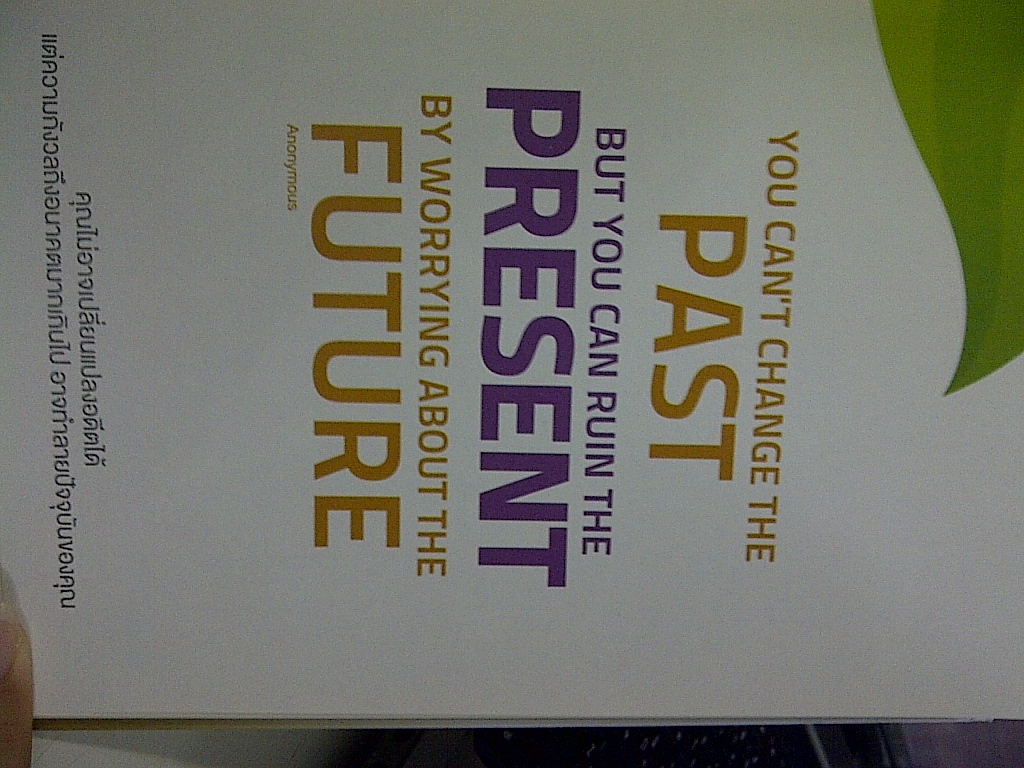 YOU CAN'T CHANGE THE
PAST
BUT YOU CAN RUIN THE
PRESENT
BY WORRYING ABOUT THE
FUTURE
Anonymous
คุณไม่อาจเปลี่ยนแปลงอดีตได้
แต่ความกังวลถึงอนาคตมากเกินไป อาจทำลายปัจจุบันของคุณ